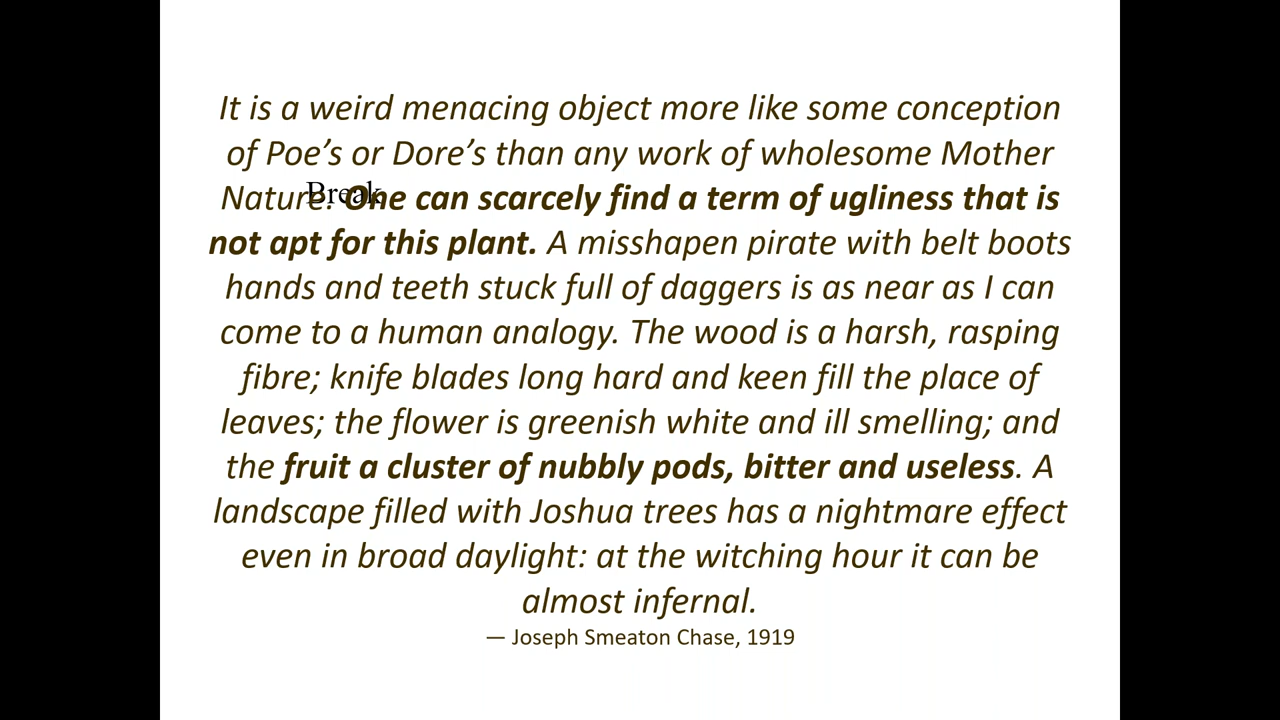 It is a weird menacing object more like some conception
of Poe’s or Dore’s than any work of wholesome Mother
Nature. One can scarcely find a term of ugliness that is
Break
not apt for this plant. A misshapen pirate with belt boots
hands and teeth stuck full of daggers is as near as I can
come to a human analogy. The wood is a harsh, rasping
fibre; knife blades long hard and keen fill the place of
leaves; the flower is greenish white and ill smelling; and
the fruit a cluster of nubbly pods, bitter and useless. A
landscape filled with Joshua trees has a nightmare effect
even in broad daylight: at the witching hour it can be
almost infernal.
— Joseph Smeaton Chase, 1919